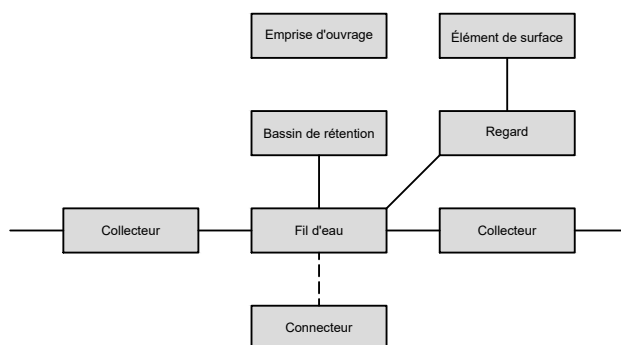 Emprise d'ouvrage
Élément de surface
Bassin de rétention
Regard
Collecteur
Fil d'eau
Collecteur
Connecteur